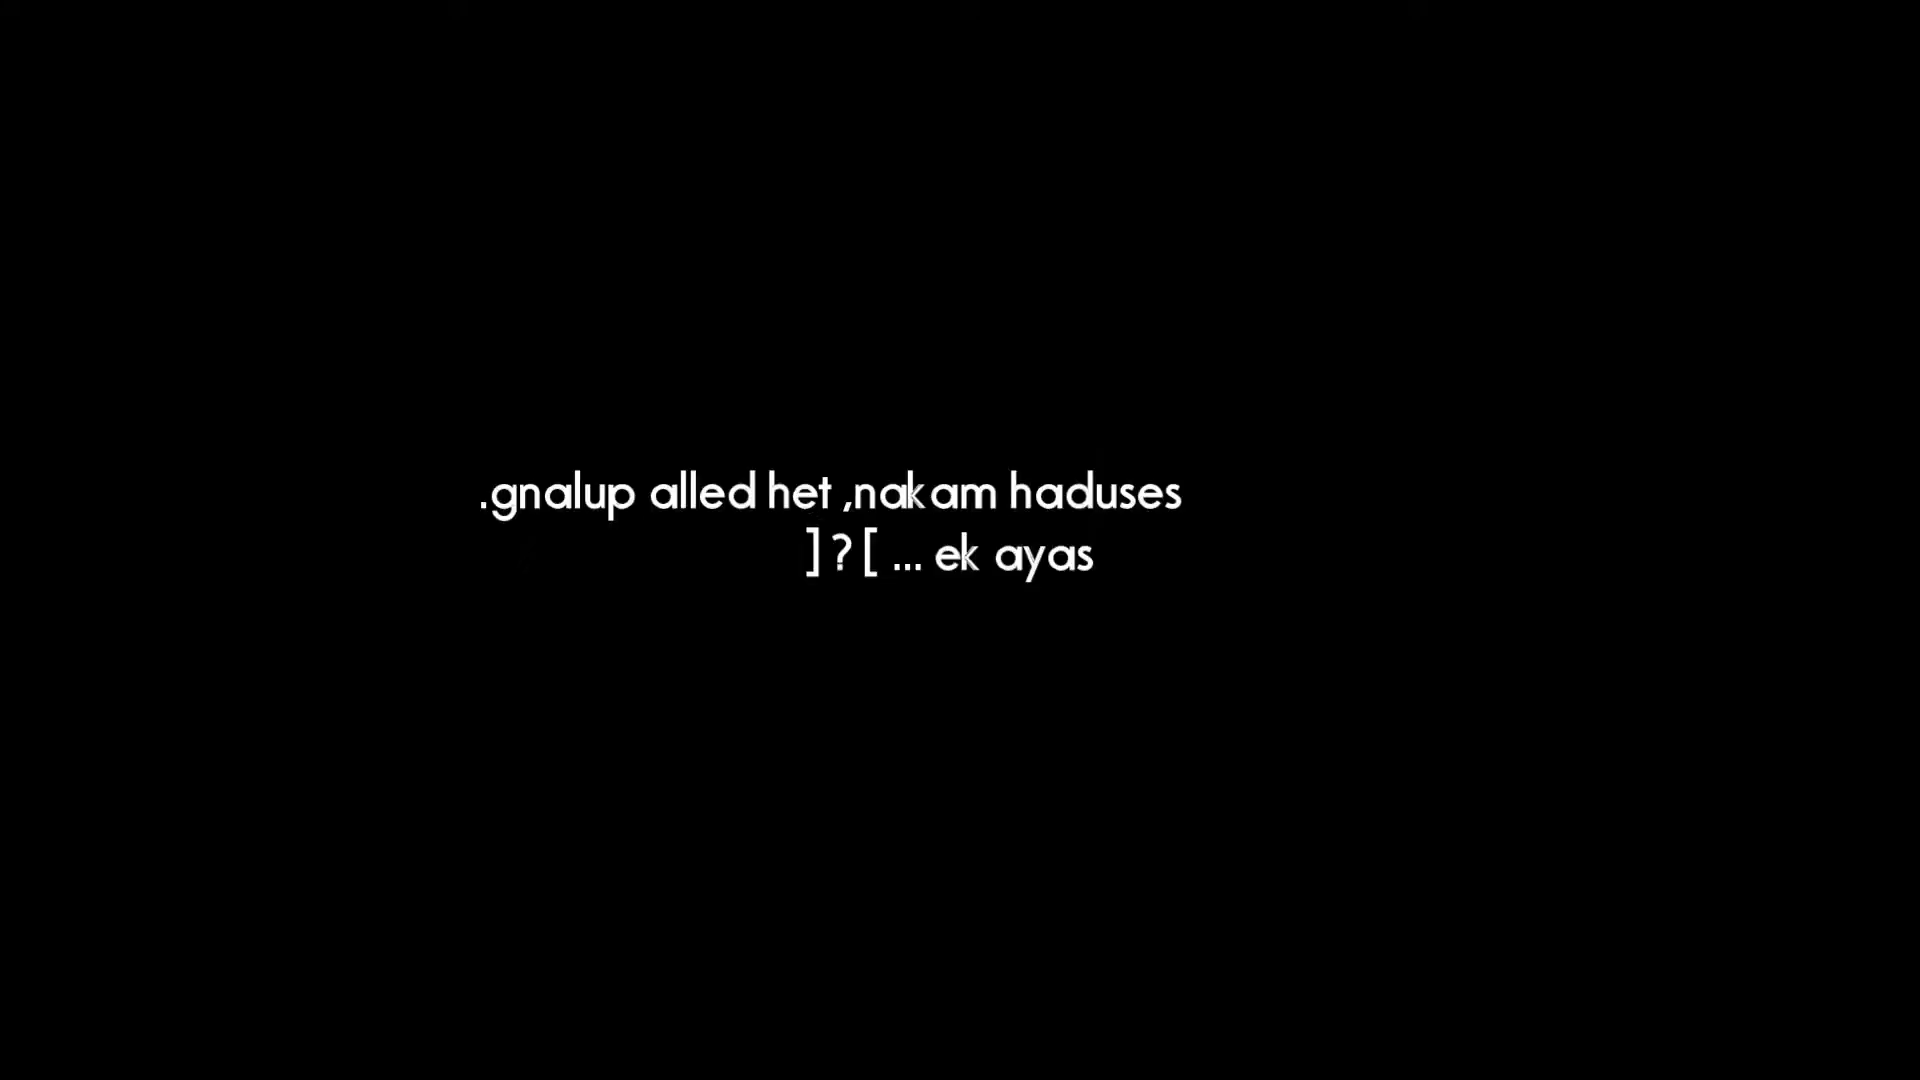 .gnalup alled het ,nakam haduses
]?[ ... ek ayas